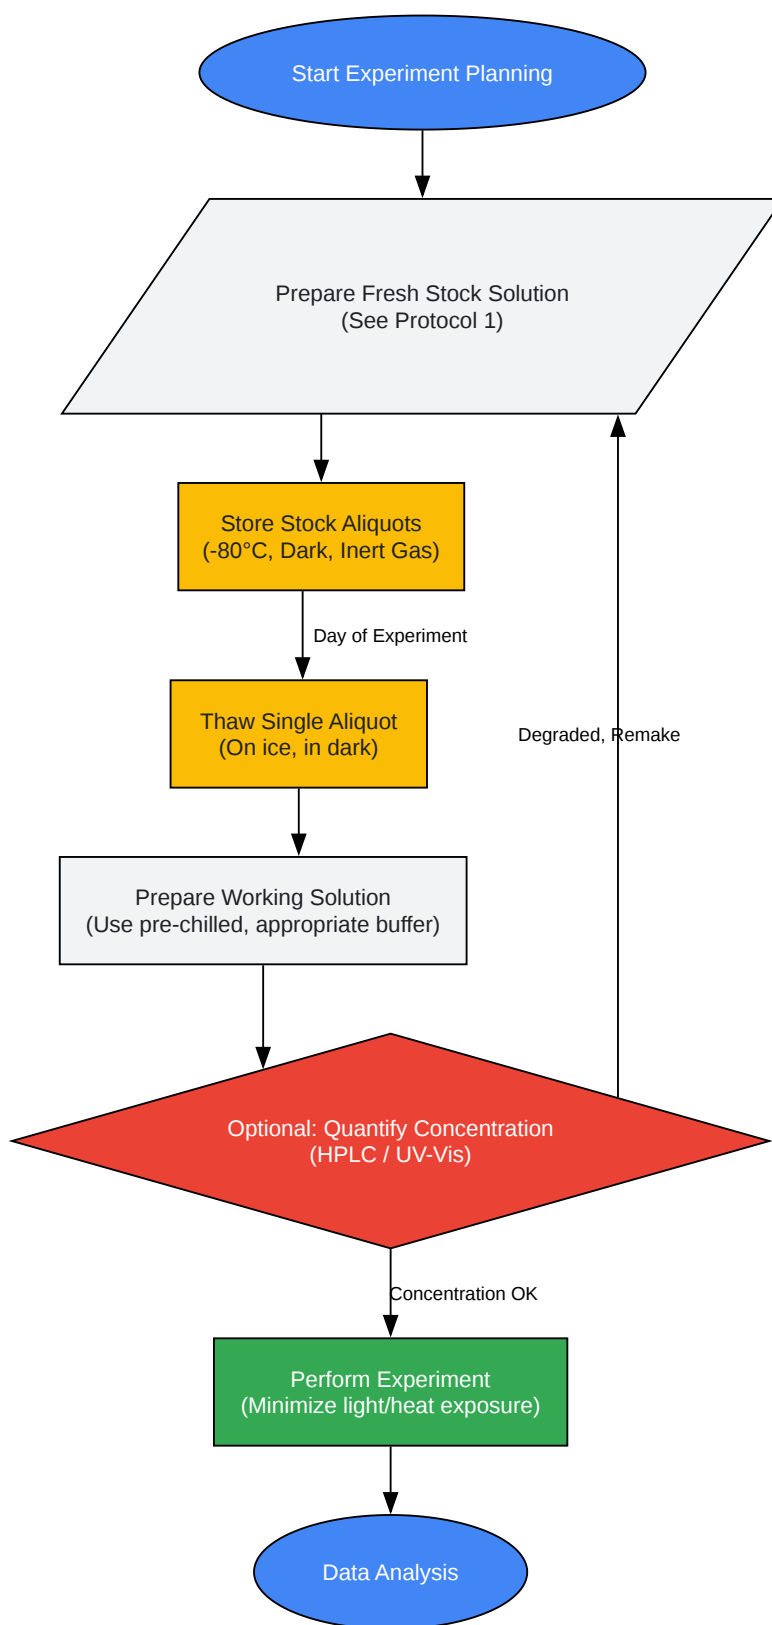 Start Experiment Planning
Prepare Fresh Stock Solution
(See Protocol 1)
Store Stock Aliquots
(-80°C, Dark, Inert Gas)
Day of Experiment
Thaw Single Aliquot
(On ice, in dark)
Degraded, Remake
Prepare Working Solution
(Use pre-chilled, appropriate buffer)
Optional: Quantify Concentration
(HPLC / UV-Vis)
Concentration OK
Perform Experiment
(Minimize light/heat exposure)
Data Analysis